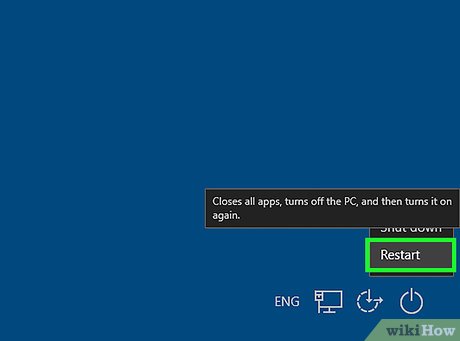 Closes all apps, turns off the PC, and then turns it on
again.
Shut down
Restart
ENG
wikiHow